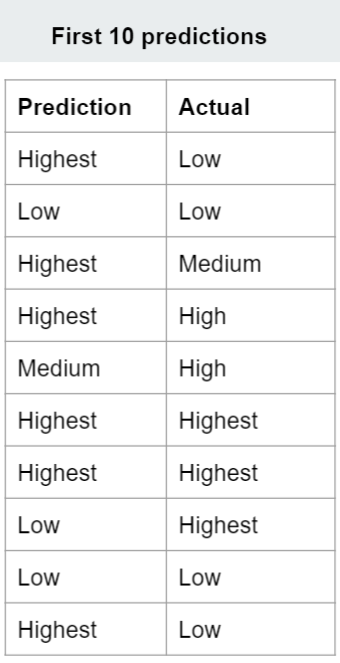 First 10 predictions
Prediction Actual
Highest Low
Low Low
Highest Medium
Highest High
Medium High
Highest Highest
Highest Highest
Low Highest
Low Low
Highest Low